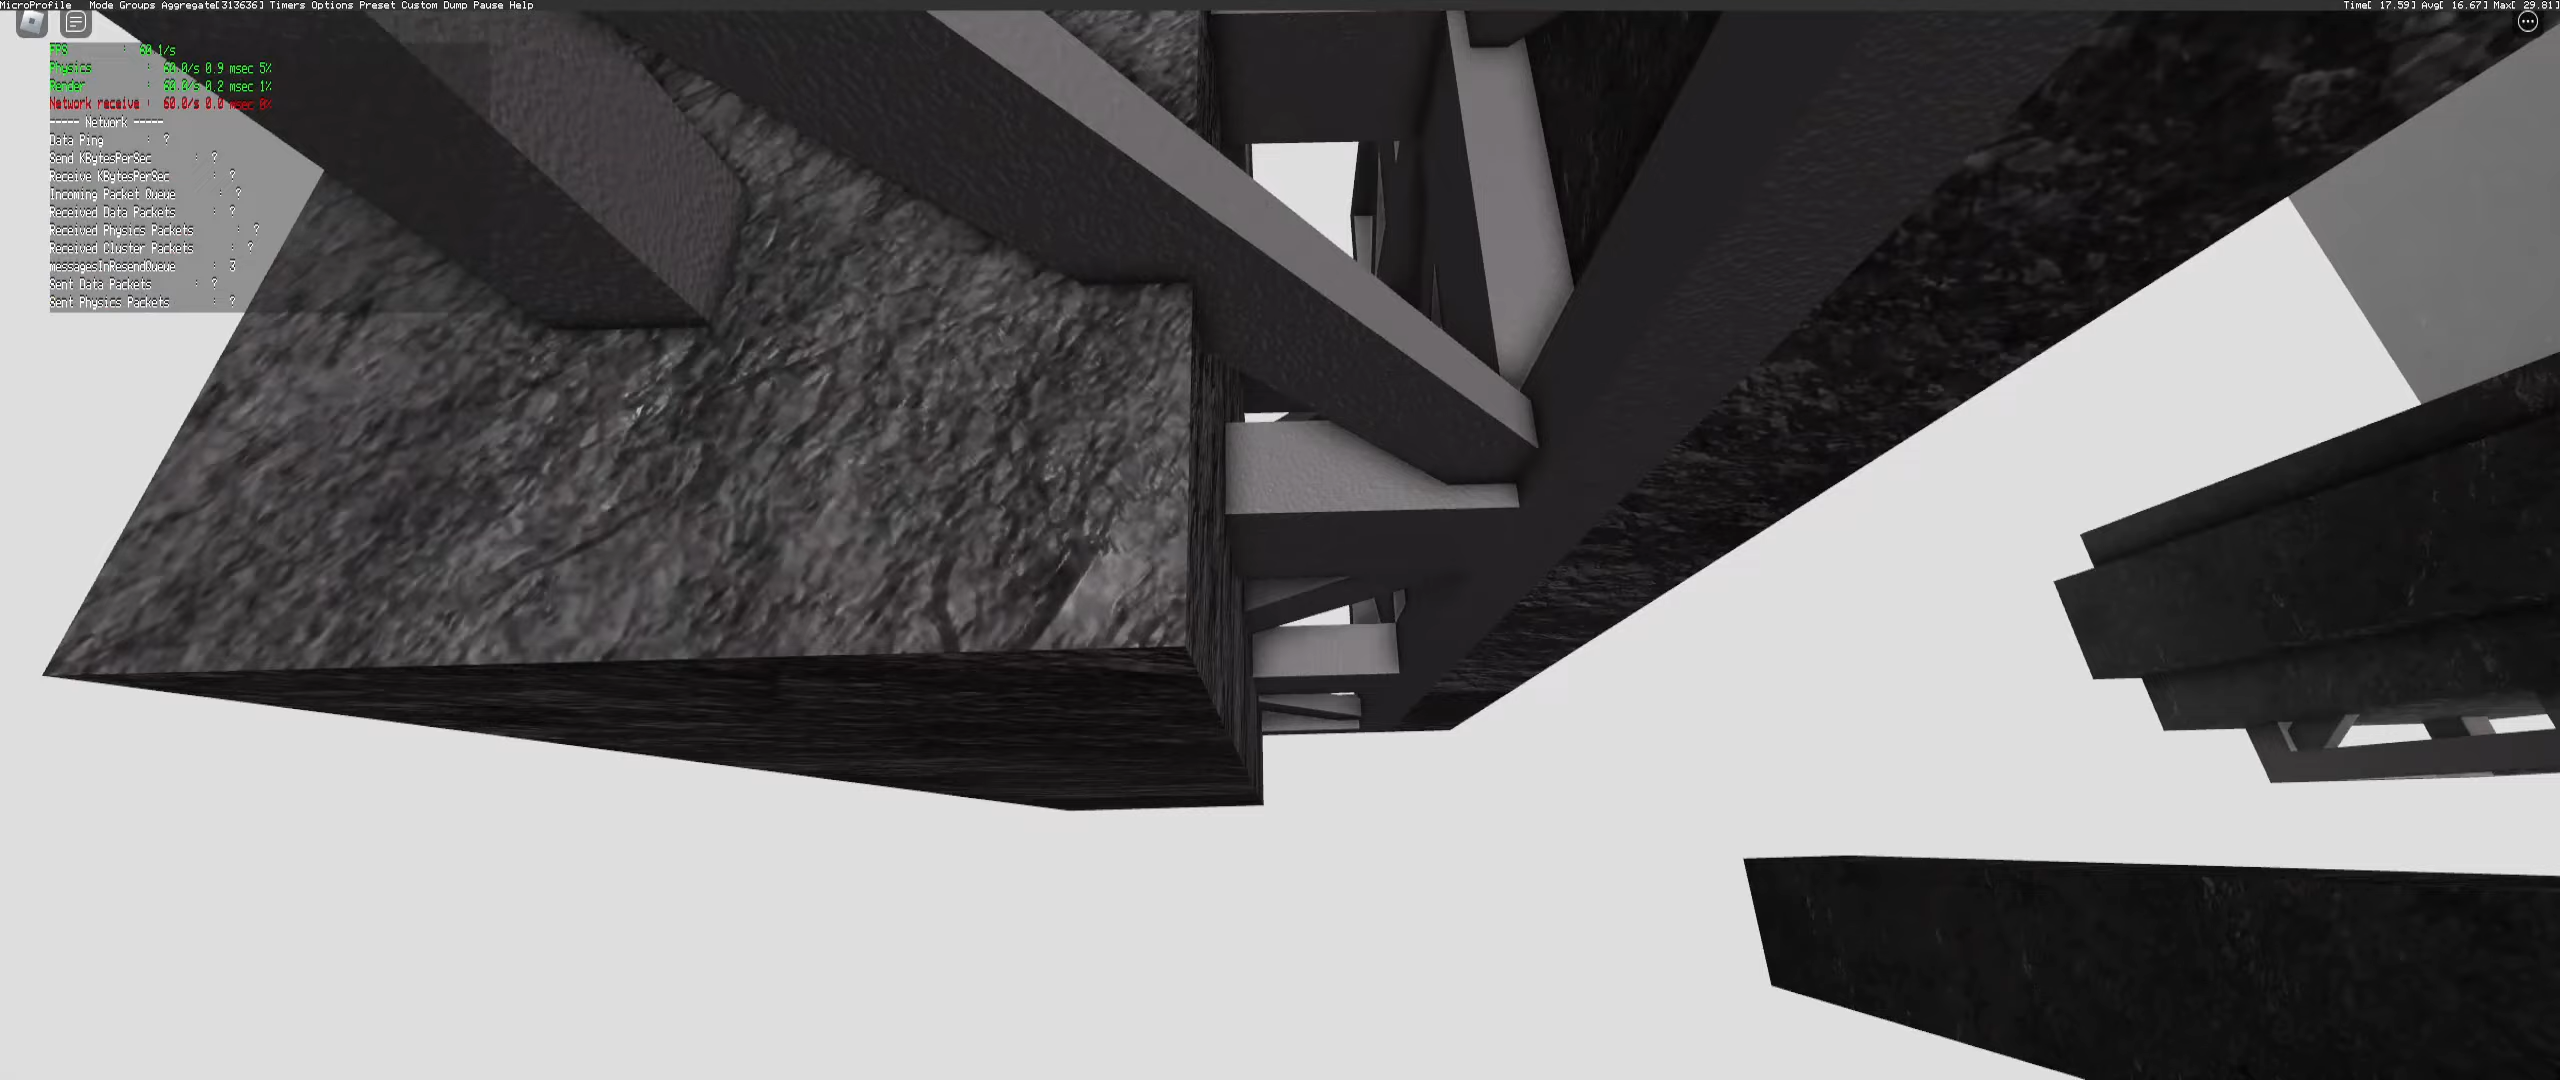 MicroProfile Mode Groups Aggregate[313636] Timers Options Preset Custom Dump Pause Help
Time[ 17.59] Avg[ 16.67] Max[ 29.81]
FPS : 60.1/s
Physics : 60.0/s 0.9 msec 5%
Render : 60.0/s 0.2 msec 1%
Network receive : 60.0/s 0.0 msec 0%
----- Network -----
Data Ping : ?
Send KBytesPerSec : ?
Receive KBytesPerSec : ?
Incoming Packet Queue : ?
Received Data Packets : ?
Received Physics Packets : ?
Received Cluster Packets : ?
messagesInResendQueue : 3
Sent Data Packets : ?
Sent Physics Packets : ?